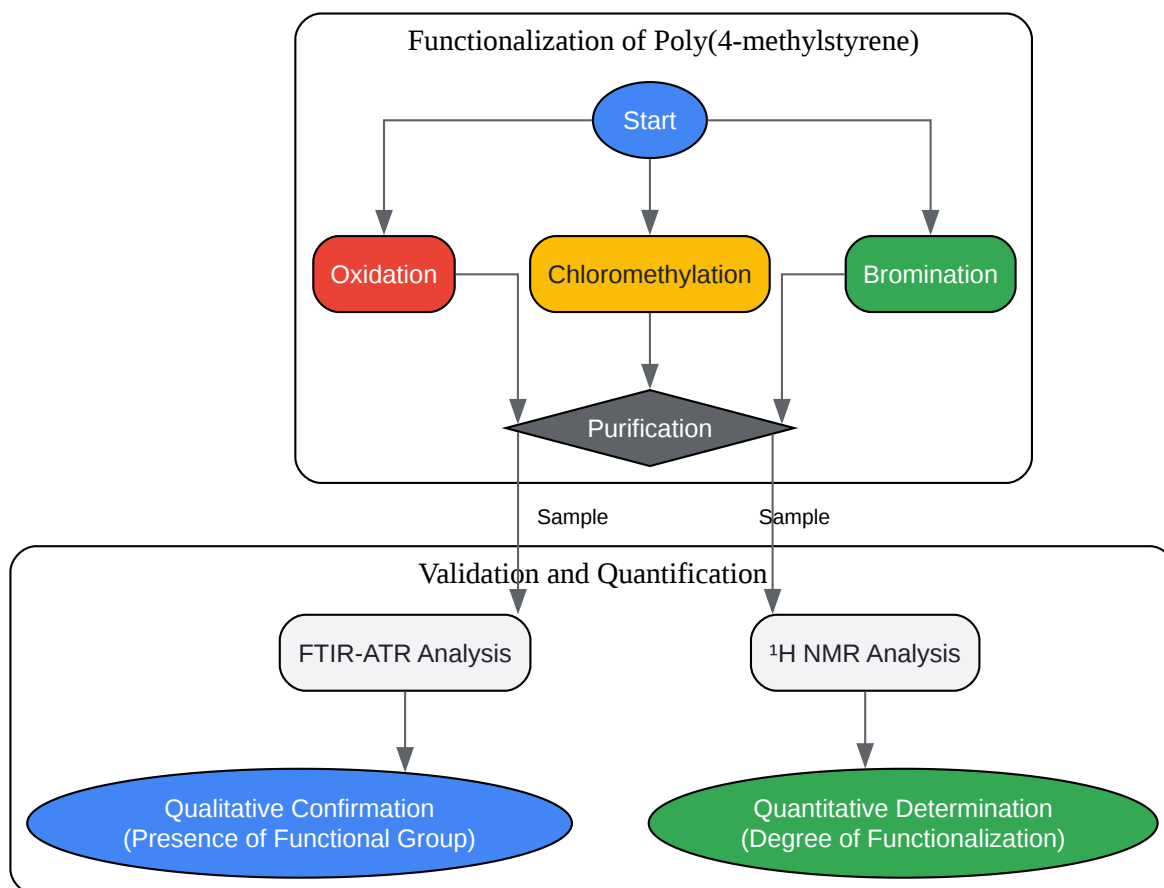 Functionalization of Poly(4-methylstyrene)
Start
Oxidation
Chloromethylation
Bromination
Purification
Sample
Sample
Validation and Quantification
FTIR-ATR Analysis
¹H NMR Analysis
Qualitative Confirmation
(Presence of Functional Group)
Quantitative Determination
(Degree of Functionalization)